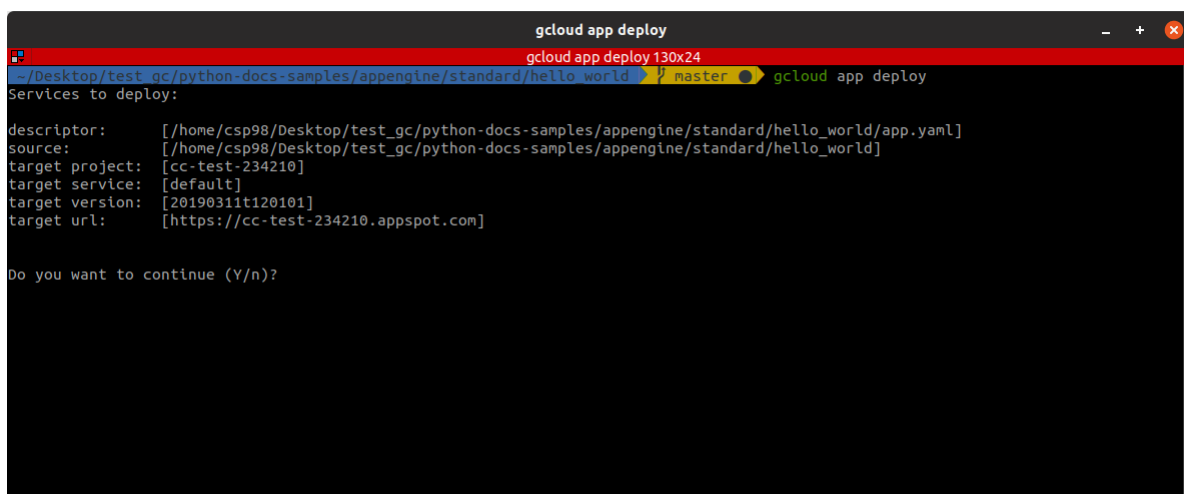 gcloud app deploy
gcloud app deploy 130x24
~/Desktop/test_gc/python-docs-samples/appengine/standard/hello_world master ● gcloud app deploy
Services to deploy:
descriptor: [/home/csp98/Desktop/test_gc/python-docs-samples/appengine/standard/hello_world/app.yaml]
source: [/home/csp98/Desktop/test_gc/python-docs-samples/appengine/standard/hello_world]
target project: [cc-test-234210]
target service: [default]
target version: [20190311t120101]
target url: [https://cc-test-234210.appspot.com]
Do you want to continue (Y/n)?